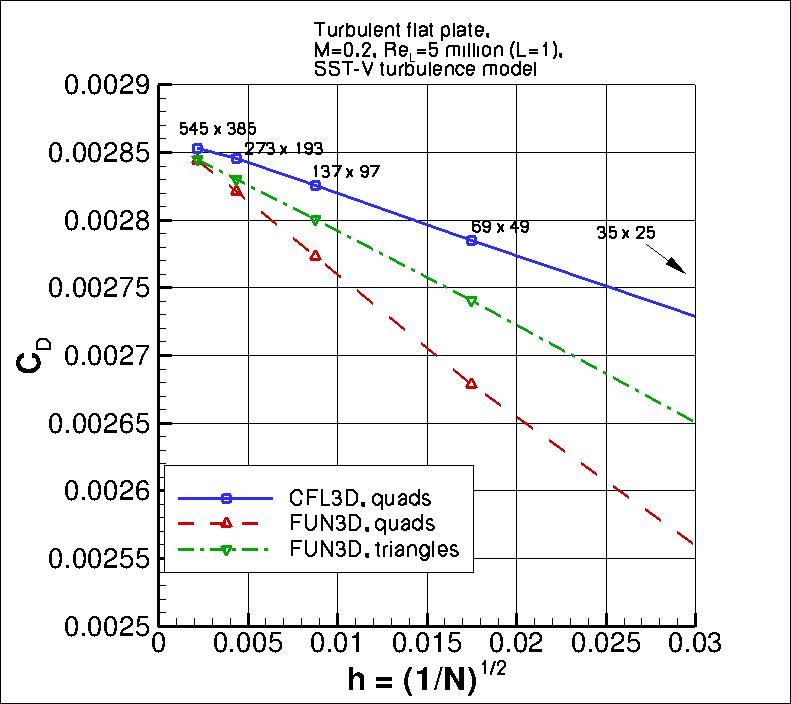 Turbulent flat plate,
M=0.2, Re_L=5 million (L=1),
SST-V turbulence model
0.0029
545 x 385
273 x 193
0.00285
137 x 97
0.0028
69 x 49
35 x 25
0.00275
C_D
0.0027
0.00265
0.0026
CFL3D, quads
FUN3D, quads
FUN3D, triangles
0.00255
0.0025
0 0.005 0.01 0.015 0.02 0.025 0.03
h = (1/N)^1/2